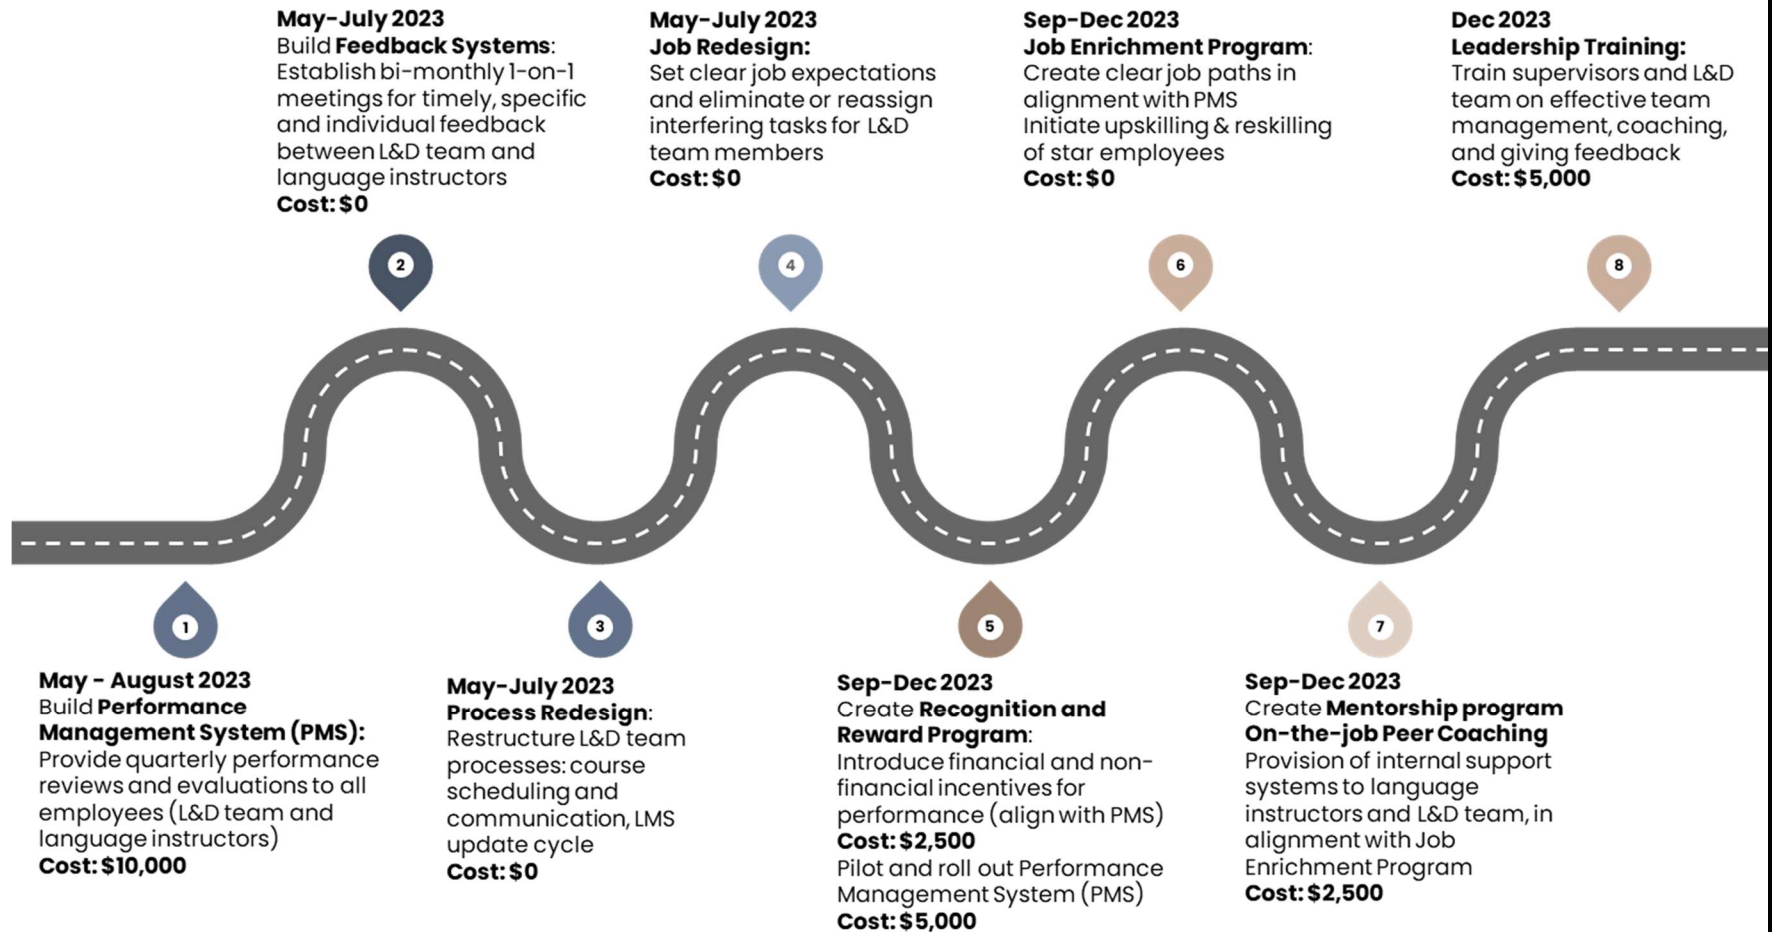 May-July 2023
Build Feedback Systems:
Establish bi-monthly 1-on-1
meetings for timely, specific
and individual feedback
between L&D team and
language instructors
Cost: $0
May-July 2023
Job Redesign:
Set clear job expectations
and eliminate or reassign
interfering tasks for L&D
team members
Cost: $0
Sep-Dec 2023
Job Enrichment Program:
Create clear job paths in
alignment with PMS
Initiate upskilling & reskilling
of star employees
Cost: $0
Dec 2023
Leadership Training:
Train supervisors and L&D
team on effective team
management, coaching,
and giving feedback
Cost: $5,000
2
4
6
8
1
3
5
7
May - August 2023
Build Performance
Management System (PMS):
Provide quarterly performance
reviews and evaluations to all
employees (L&D team and
language instructors)
Cost: $10,000
May-July 2023
Process Redesign:
Restructure L&D team
processes: course
scheduling and
communication, LMS
update cycle
Cost: $0
Sep-Dec 2023
Create Recognition and
Reward Program:
Introduce financial and non-
financial incentives for
performance (align with PMS)
Cost: $2,500
Pilot and roll out Performance
Management System (PMS)
Cost: $5,000
Sep-Dec 2023
Create Mentorship program
On-the-job Peer Coaching
Provision of internal support
systems to language
instructors and L&D team, in
alignment with Job
Enrichment Program
Cost: $2,500